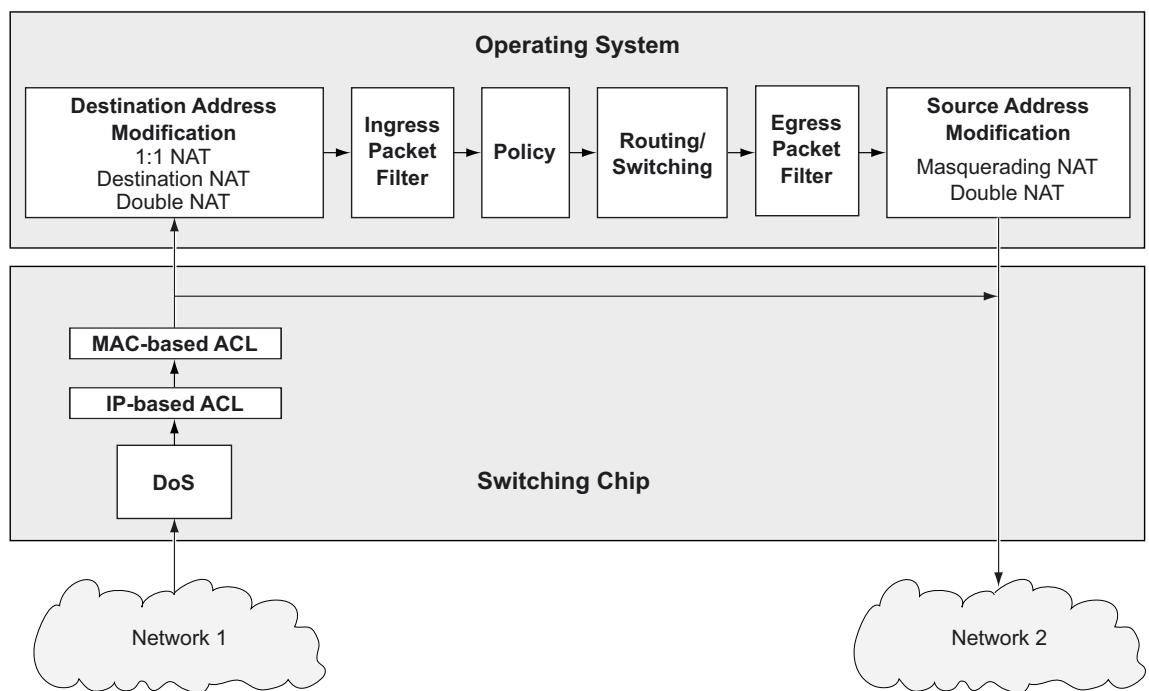 Operating System
Destination Address
Modification
1:1 NAT
Destination NAT
Double NAT
Ingress
Packet
Filter
Policy
Routing/
Switching
Egress
Packet
Filter
Source Address
Modification
Masquerading NAT
Double NAT
MAC-based ACL
IP-based ACL
DoS
Switching Chip
Network 1
Network 2